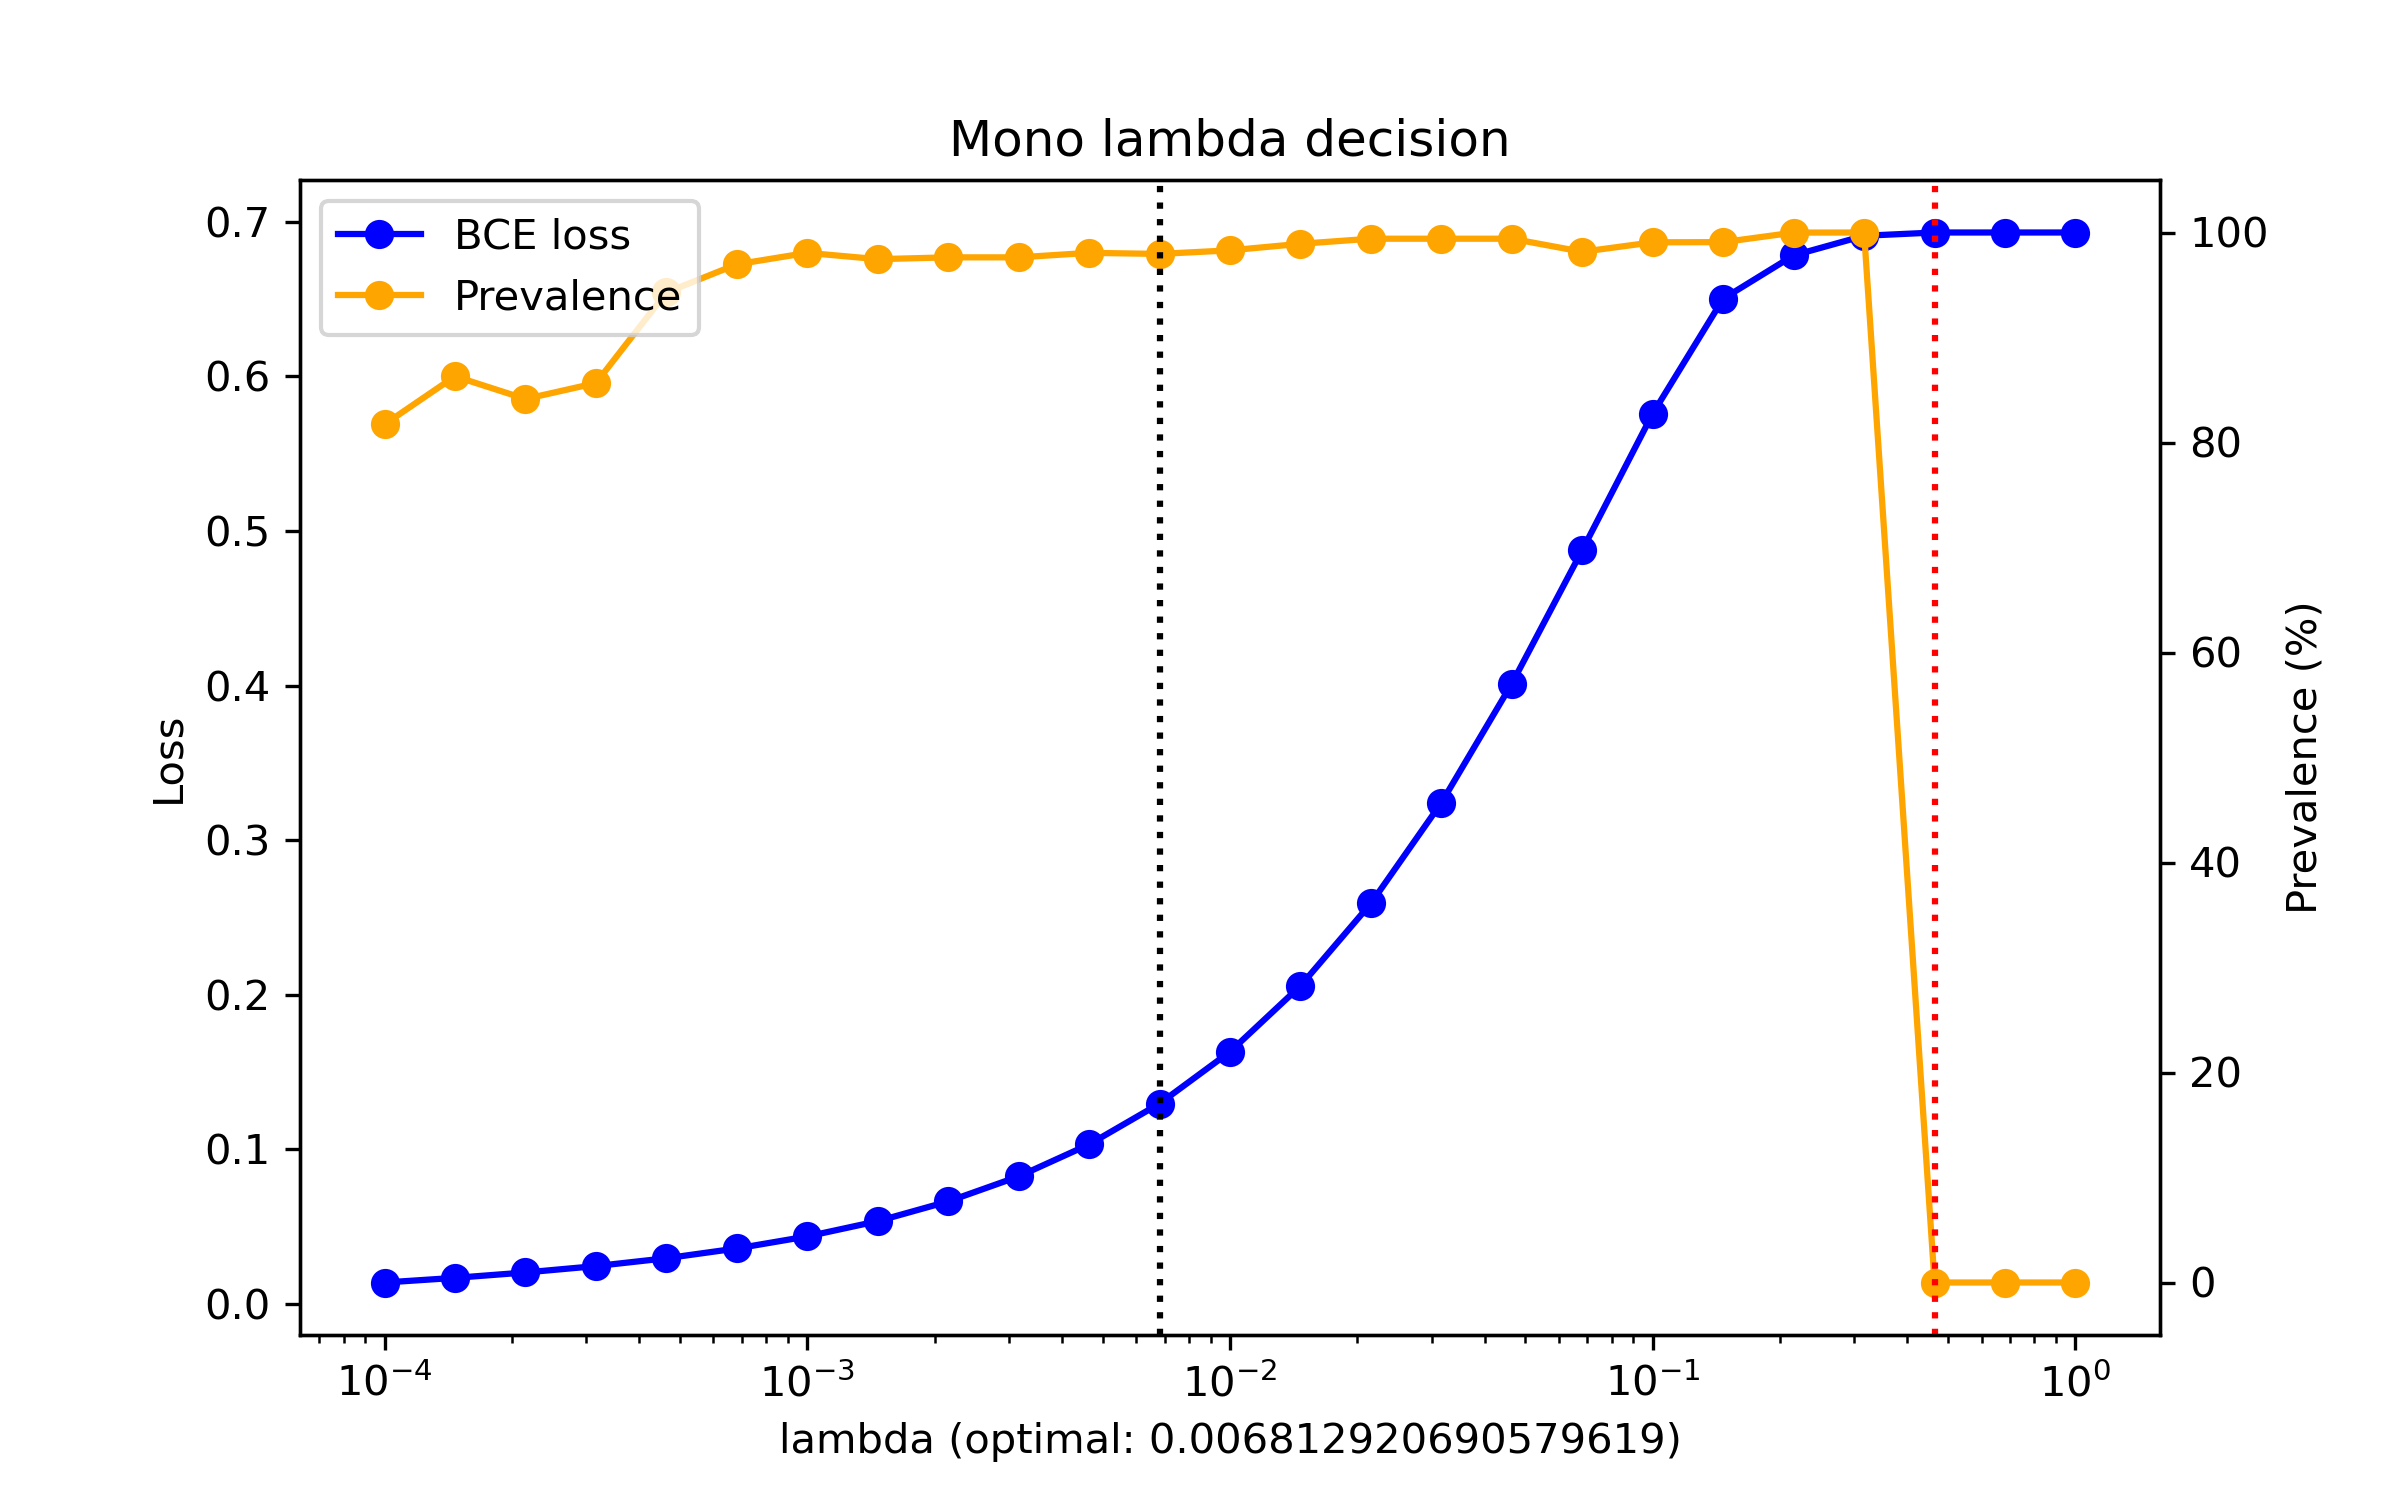 Mono lambda decision
BCE loss
Prevalence
0.7
0.6
0.5
0.4
0.3
0.2
0.1
0.0
Loss
100
80
60
40
20
0
Prevalence (%)
10⁻⁴ 10⁻³ 10⁻² 10⁻¹ 10⁰
lambda (optimal: 0.006812920690579619)